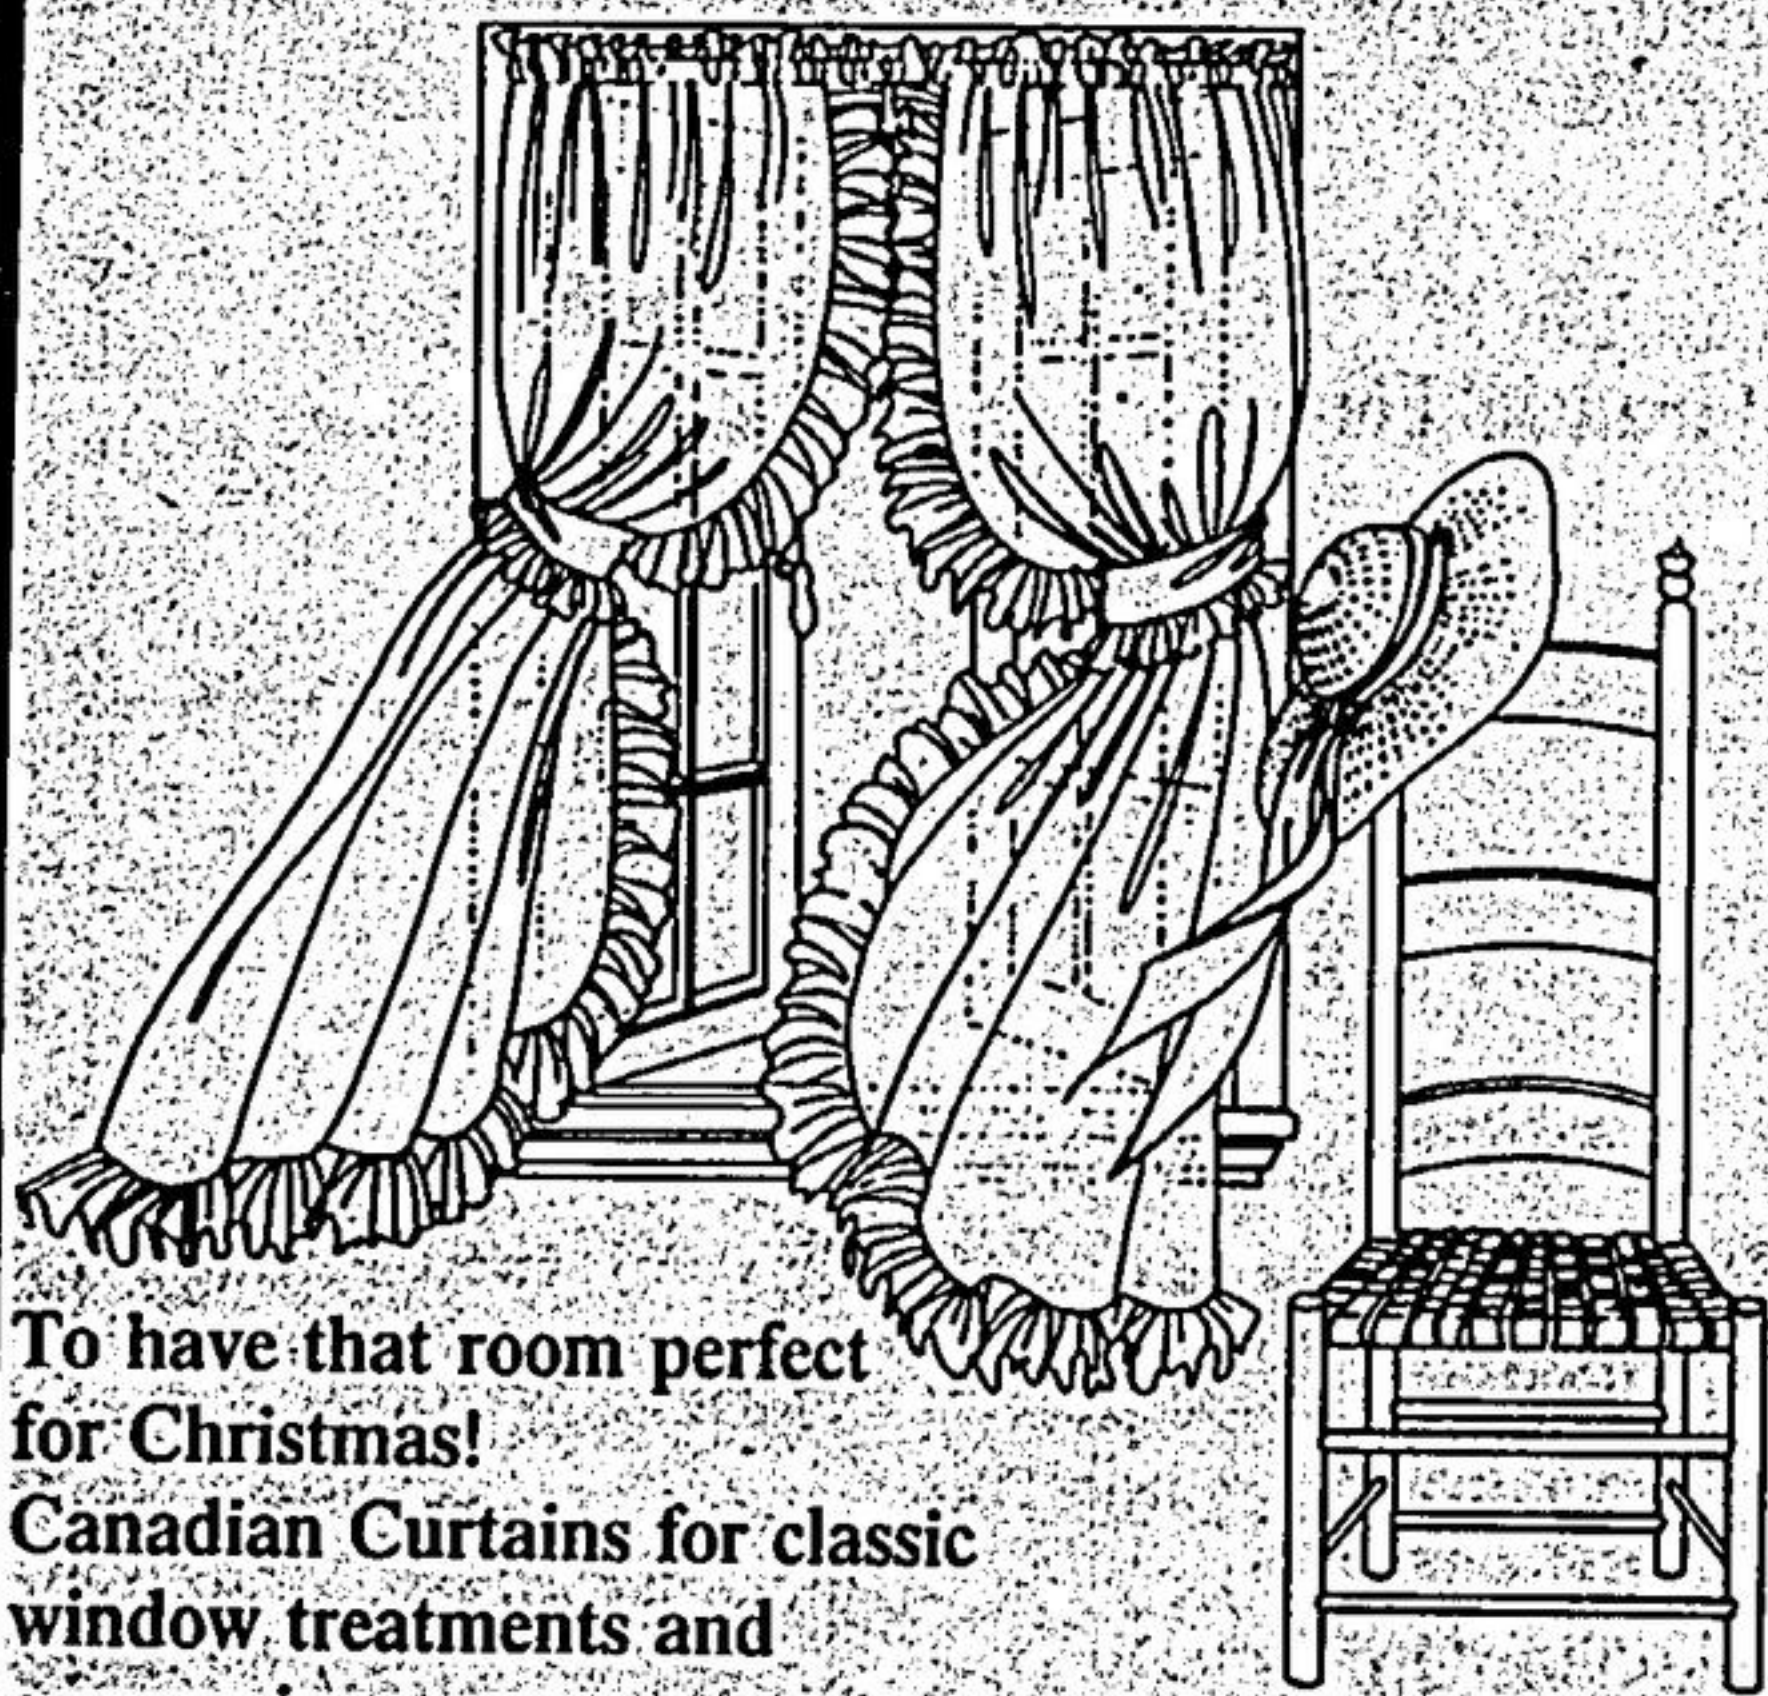 To have that room perfect
for Christmas!
Canadian Curtains for classic
window treatments and